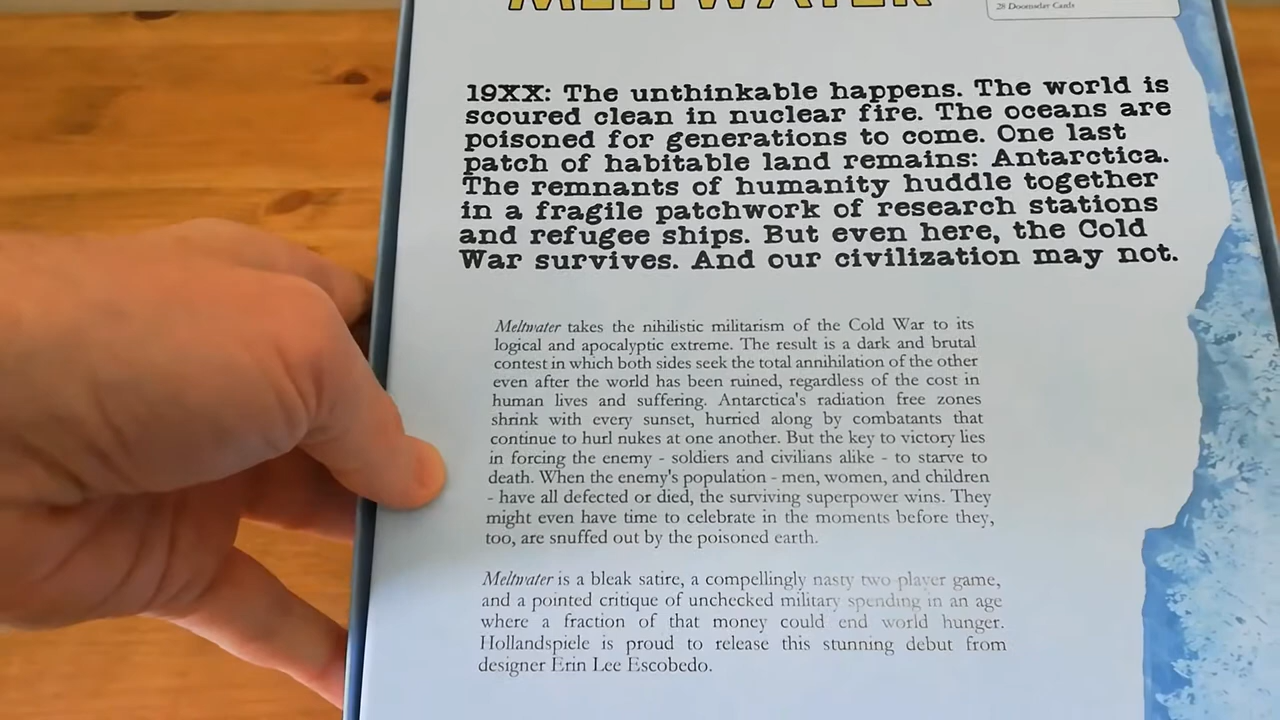 MELTWATER
28 Doomsday Cards
19XX: The unthinkable happens. The world is
scoured clean in nuclear fire. The oceans are
poisoned for generations to come. One last
patch of habitable land remains: Antarctica.
The remnants of humanity huddle together
in a fragile patchwork of research stations
and refugee ships. But even here, the Cold
War survives. And our civilization may not.
Meltwater takes the nihilistic militarism of the Cold War to its
logical and apocalyptic extreme. The result is a dark and brutal
contest in which both sides seek the total annihilation of the other
even after the world has been ruined, regardless of the cost in
human lives and suffering. Antarctica's radiation free zones
shrink with every sunset, hurried along by combatants that
continue to hurl nukes at one another. But the key to victory lies
in forcing the enemy - soldiers and civilians alike - to starve to
death. When the enemy's population - men, women, and children
- have all defected or died, the surviving superpower wins. They
might even have time to celebrate in the moments before they,
too, are snuffed out by the poisoned earth.
Meltwater is a bleak satire, a compellingly nasty two-player game,
and a pointed critique of unchecked military spending in an age
where a fraction of that money could end world hunger.
Hollandspiele is proud to release this stunning debut from
designer Erin Lee Escobedo.